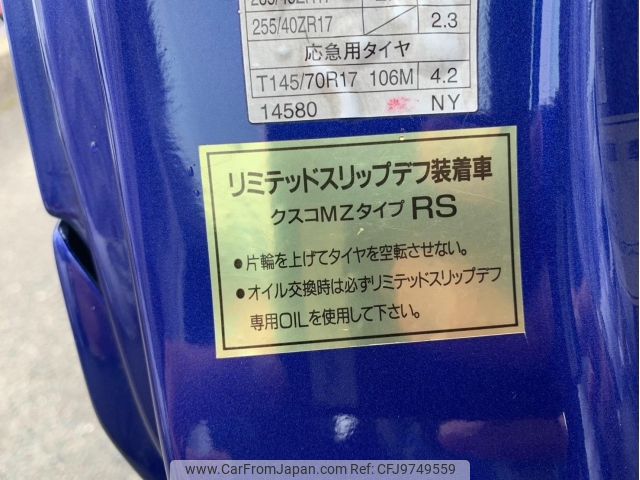 255/40ZR17 2.3
応急用タイヤ
T145/70R17 106M 4.2
14580 NY
リミテッドスリップデフ装着車
クスコMZタイプ RS
●片輪を上げてタイヤを空転させない。
●オイル交換時は必ずリミテッドスリップデフ
専用OILを使用して下さい。
www.CarFromJapan.com ID:CFJ9749559